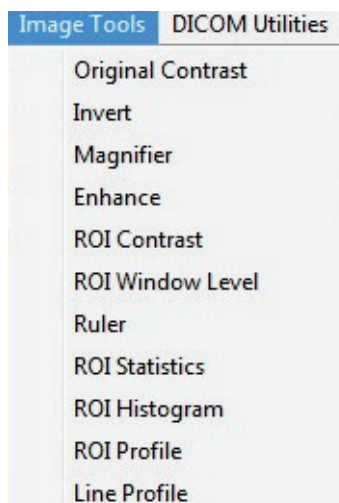 Image Tools DICOM Utilities
Original Contrast
Invert
Magnifier
Enhance
ROI Contrast
ROI Window Level
Ruler
ROI Statistics
ROI Histogram
ROI Profile
Line Profile